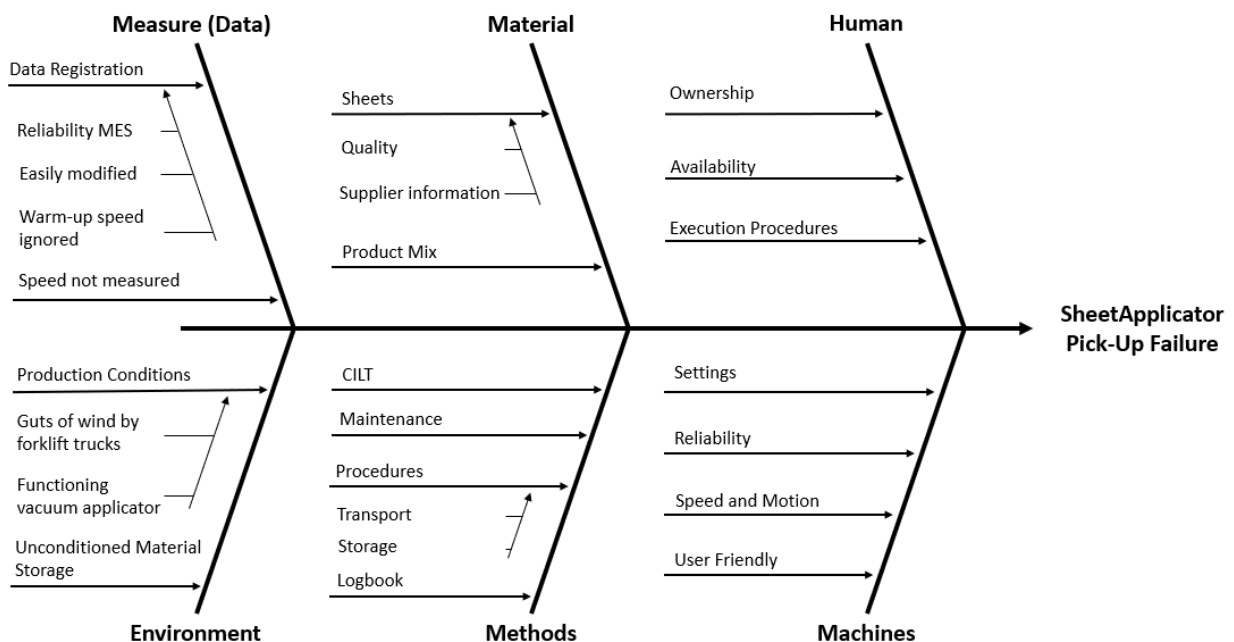 Measure (Data)
Material
Human
Data Registration
Reliability MES
Easily modified
Warm-up speed
ignored
Speed not measured
Sheets
Quality
Supplier information
Product Mix
Ownership
Availability
Execution Procedures
SheetApplicator
Pick-Up Failure
Production Conditions
Guts of wind by
forklift trucks
Functioning
vacuum applicator
Unconditioned Material
Storage
CILT
Maintenance
Procedures
Transport
Storage
Logbook
Settings
Reliability
Speed and Motion
User Friendly
Environment
Methods
Machines